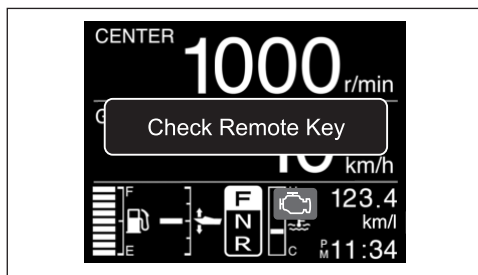 CENTER
1000
r/min
G
Check Remote Key
km/h
F
E
F
N
R
C
123.4
km/l
PM 11:34